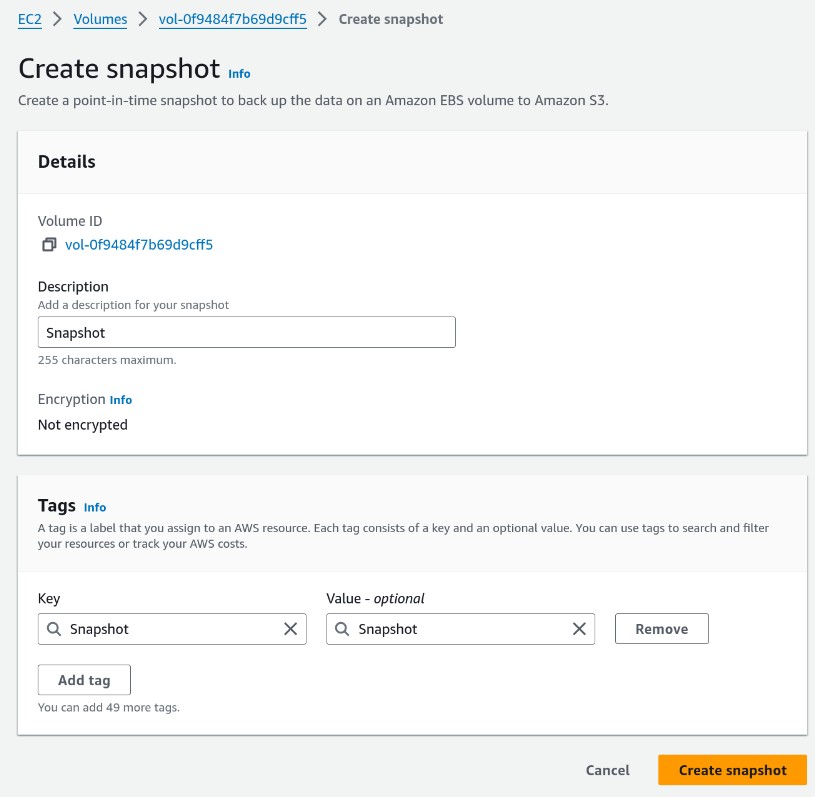 EC2 > Volumes > vol-0f9484f7b69d9cff5 > Create snapshot
Create snapshot Info
Create a point-in-time snapshot to back up the data on an Amazon EBS volume to Amazon S3.
Details
Volume ID
vol-0f9484f7b69d9cff5
Description
Add a description for your snapshot
Snapshot
255 characters maximum.
Encryption Info
Not encrypted
Tags Info
A tag is a label that you assign to an AWS resource. Each tag consists of a key and an optional value. You can use tags to search and filter
your resources or track your AWS costs.
Key Value - optional
Snapshot Snapshot Remove
Add tag
You can add 49 more tags.
Cancel Create snapshot